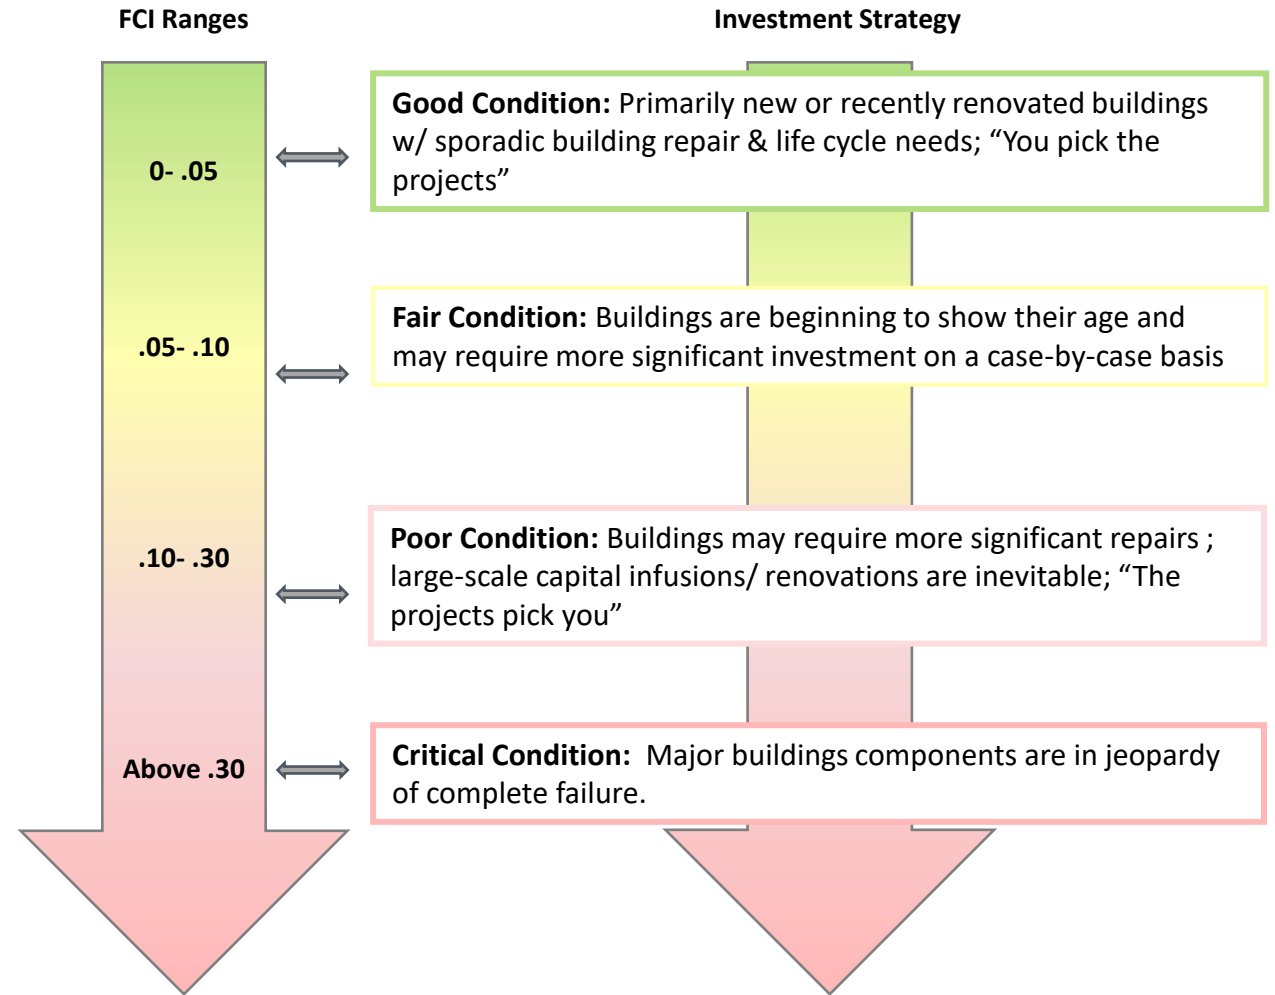 FCI Ranges
Investment Strategy
0- .05
Good Condition: Primarily new or recently renovated buildings
w/ sporadic building repair & life cycle needs; “You pick the
projects”
.05- .10
Fair Condition: Buildings are beginning to show their age and
may require more significant investment on a case-by-case basis
.10- .30
Poor Condition: Buildings may require more significant repairs ;
large-scale capital infusions/ renovations are inevitable; “The
projects pick you”
Above .30
Critical Condition:  Major buildings components are in jeopardy
of complete failure.